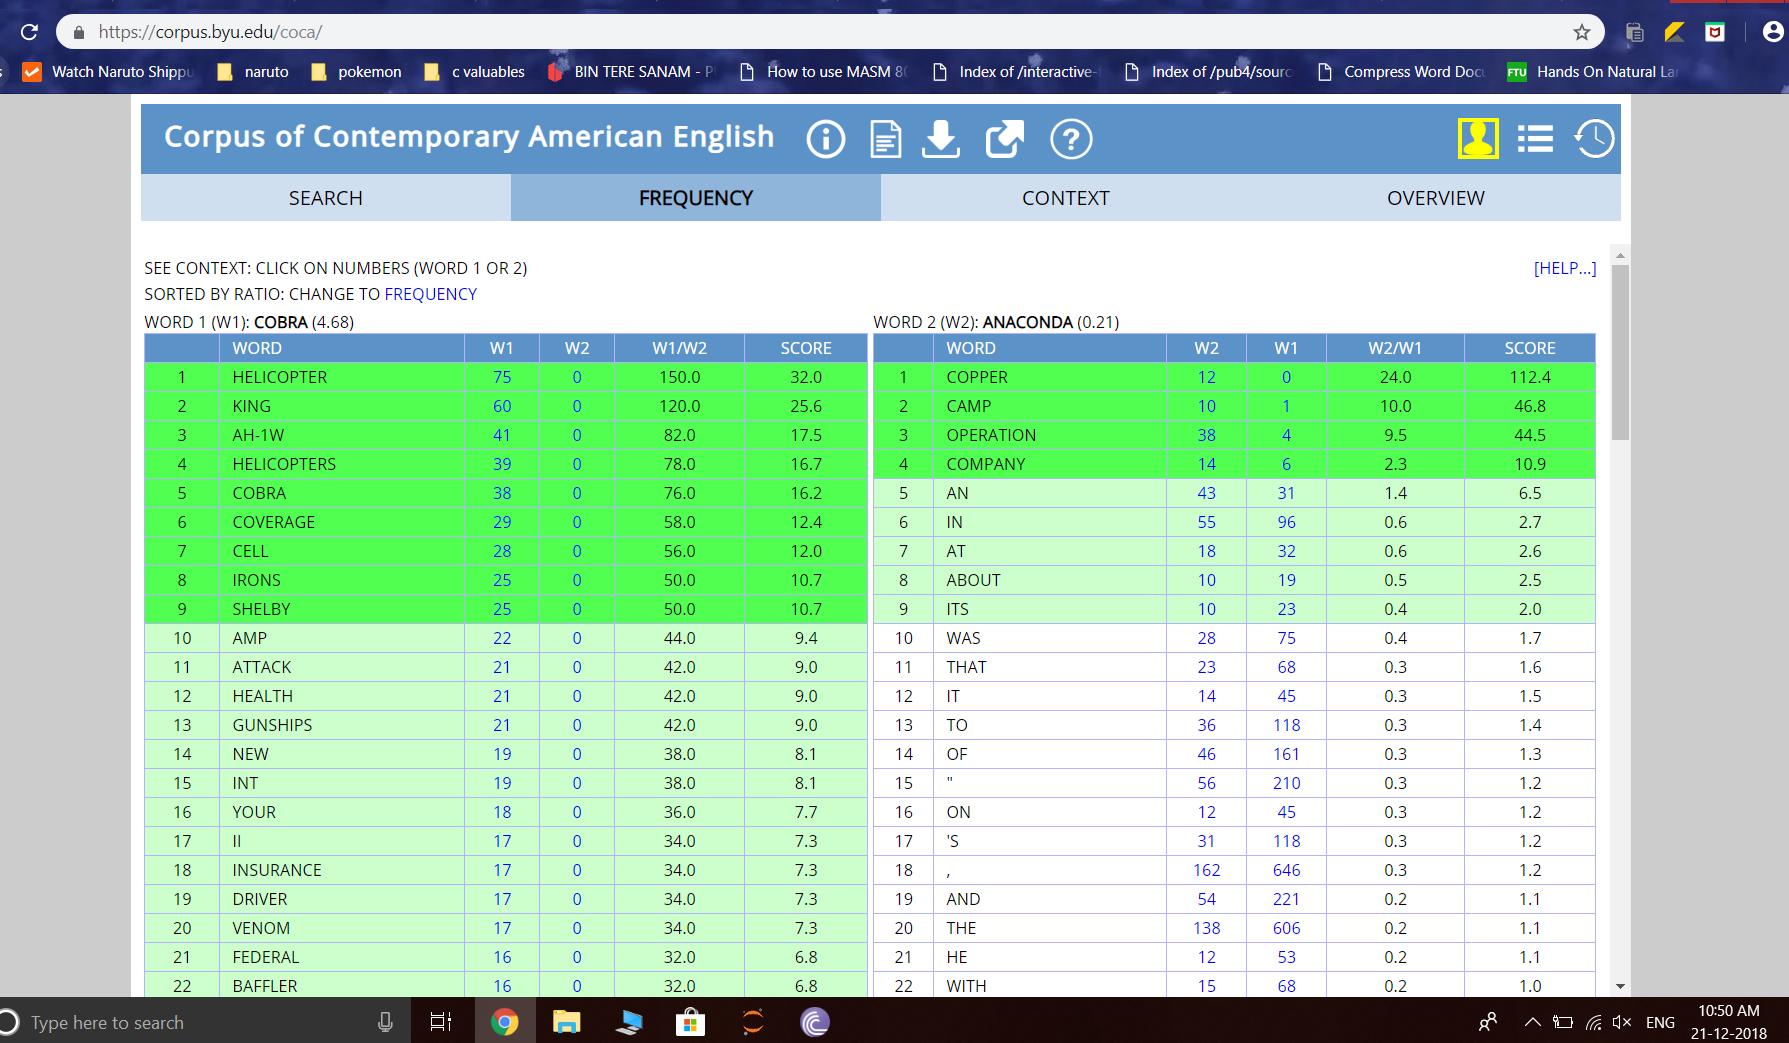 https://corpus.byu.edu/coca/
Watch Naruto Shippu naruto pokemon c valuables BIN TERE SANAM - P How to use MASM 8 Index of /interactive- Index of /pub4/sourc Compress Word Docu FTU Hands On Natural La
Corpus of Contemporary American English
SEARCH FREQUENCY CONTEXT OVERVIEW
SEE CONTEXT: CLICK ON NUMBERS (WORD 1 OR 2) [HELP...]
SORTED BY RATIO: CHANGE TO FREQUENCY
WORD 1 (W1): COBRA (4.68)
WORD W1 W2 W1/W2 SCORE
1 HELICOPTER 75 0 150.0 32.0
2 KING 60 0 120.0 25.6
3 AH-1W 41 0 82.0 17.5
4 HELICOPTERS 39 0 78.0 16.7
5 COBRA 38 0 76.0 16.2
6 COVERAGE 29 0 58.0 12.4
7 CELL 28 0 56.0 12.0
8 IRONS 25 0 50.0 10.7
9 SHELBY 25 0 50.0 10.7
10 AMP 22 0 44.0 9.4
11 ATTACK 21 0 42.0 9.0
12 HEALTH 21 0 42.0 9.0
13 GUNSHIPS 21 0 42.0 9.0
14 NEW 19 0 38.0 8.1
15 INT 19 0 38.0 8.1
16 YOUR 18 0 36.0 7.7
17 II 17 0 34.0 7.3
18 INSURANCE 17 0 34.0 7.3
19 DRIVER 17 0 34.0 7.3
20 VENOM 17 0 34.0 7.3
21 FEDERAL 16 0 32.0 6.8
22 BAFFLER 16 0 32.0 6.8
WORD 2 (W2): ANACONDA (0.21)
WORD W2 W1 W2/W1 SCORE
1 COPPER 12 0 24.0 112.4
2 CAMP 10 1 10.0 46.8
3 OPERATION 38 4 9.5 44.5
4 COMPANY 14 6 2.3 10.9
5 AN 43 31 1.4 6.5
6 IN 55 96 0.6 2.7
7 AT 18 32 0.6 2.6
8 ABOUT 10 19 0.5 2.5
9 ITS 10 23 0.4 2.0
10 WAS 28 75 0.4 1.7
11 THAT 23 68 0.3 1.6
12 IT 14 45 0.3 1.5
13 TO 36 118 0.3 1.4
14 OF 46 161 0.3 1.3
15 " 56 210 0.3 1.2
16 ON 12 45 0.3 1.2
17 'S 31 118 0.3 1.2
18 , 162 646 0.3 1.2
19 AND 54 221 0.2 1.1
20 THE 138 606 0.2 1.1
21 HE 12 53 0.2 1.1
22 WITH 15 68 0.2 1.0
Type here to search ENG 10:50 AM
21-12-2018